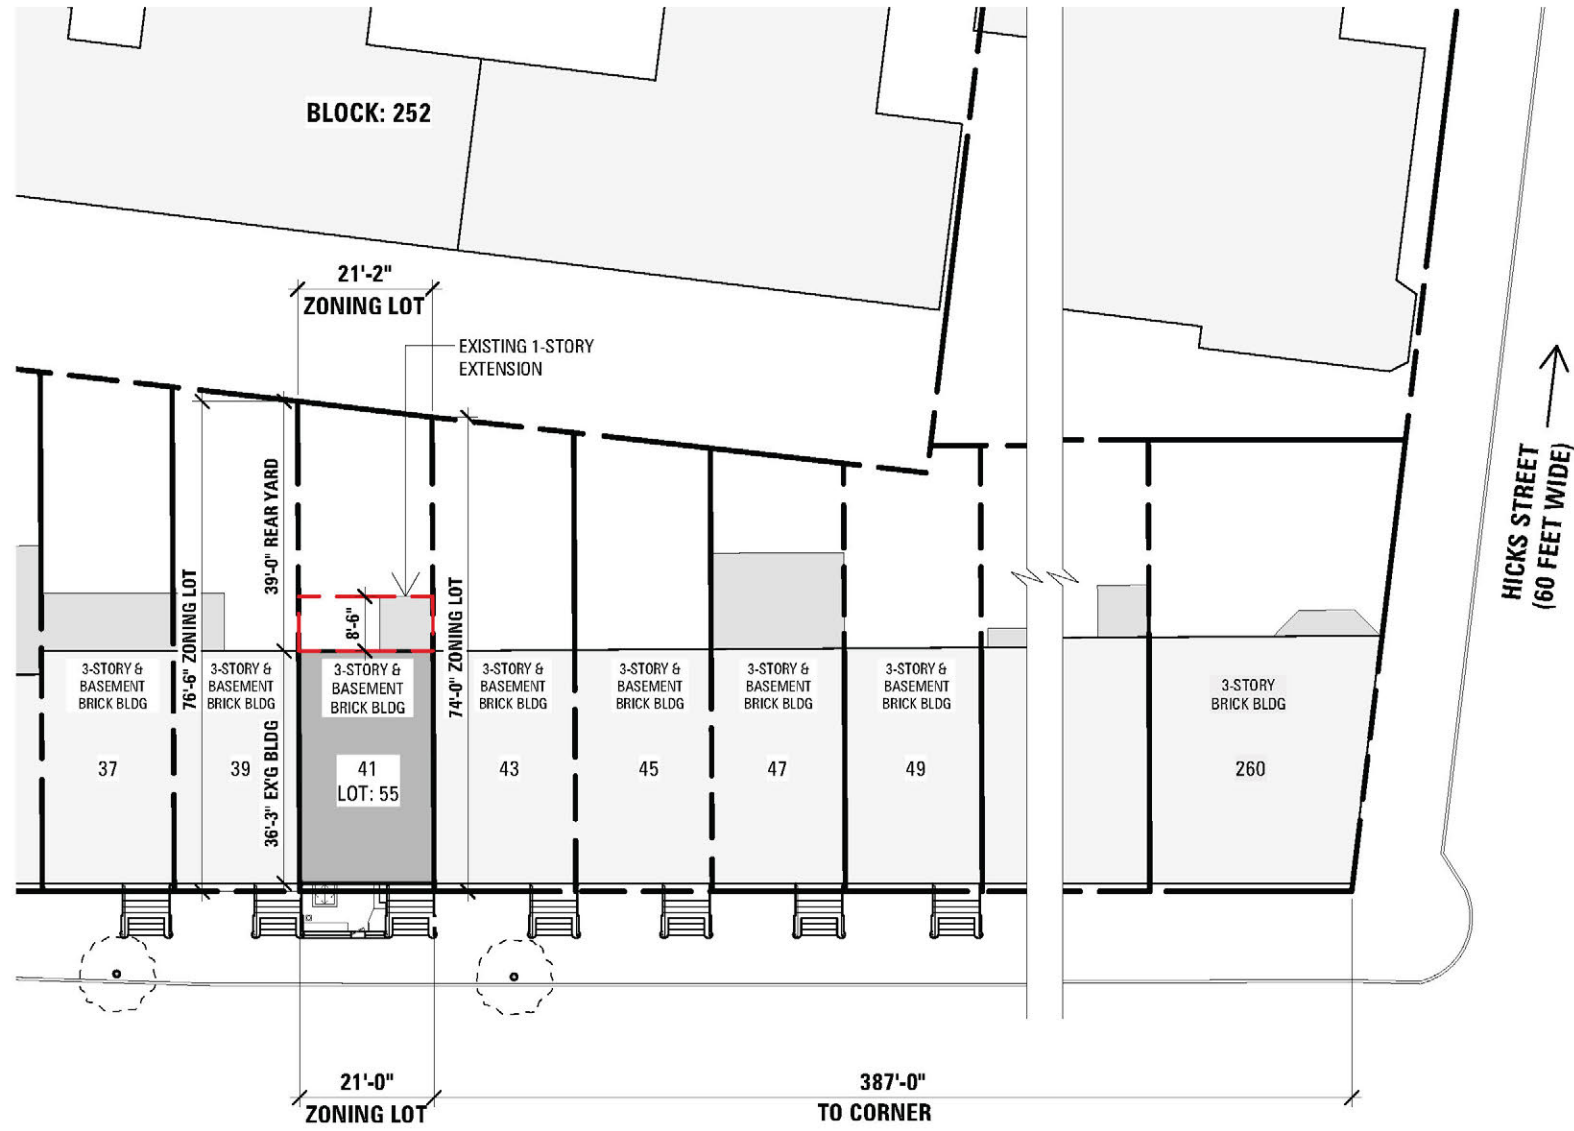 BLOCK: 252
21'-2"
ZONING LOT
EXISTING 1-STORY
EXTENSION
HICKS STREET
(60 FEET WIDE)
39'-0" REAR YARD
76'-6" ZONING LOT
8'-6"
74'-0" ZONING LOT
36'-3" EX'G BLDG
3-STORY &
BASEMENT
BRICK BLDG
37
3-STORY &
BASEMENT
BRICK BLDG
39
3-STORY &
BASEMENT
BRICK BLDG
41
LOT: 55
3-STORY &
BASEMENT
BRICK BLDG
43
3-STORY &
BASEMENT
BRICK BLDG
45
3-STORY &
BASEMENT
BRICK BLDG
47
3-STORY &
BASEMENT
BRICK BLDG
49
3-STORY
BRICK BLDG
260
21'-0"
ZONING LOT
387'-0"
TO CORNER